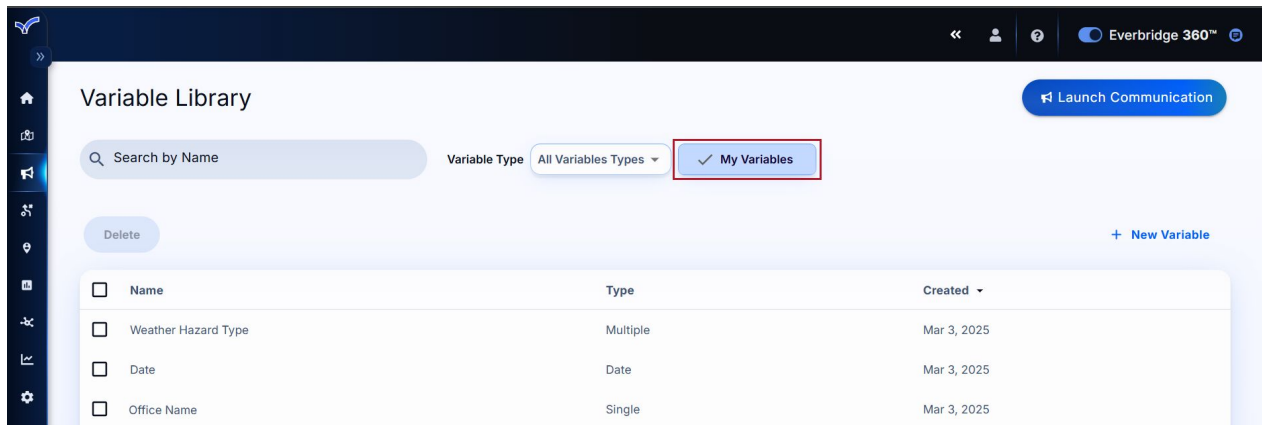 Everbridge 360™
Variable Library
Launch Communication
Search by Name
Variable Type
All Variables Types
My Variables
Delete
+ New Variable
Name Type Created
Weather Hazard Type Multiple Mar 3, 2025
Date Date Mar 3, 2025
Office Name Single Mar 3, 2025